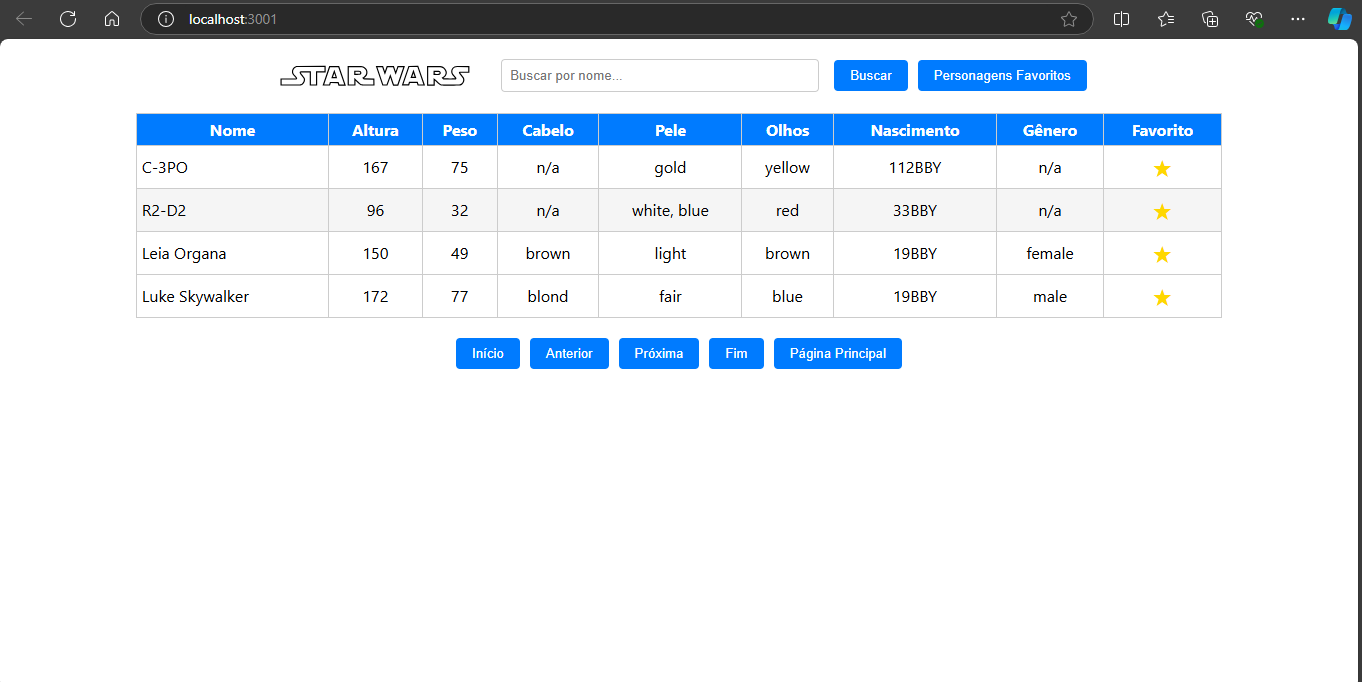 localhost:3001
STAR WARS Buscar por nome... Buscar Personagens Favoritos
Nome Altura Peso Cabelo Pele Olhos Nascimento Gênero Favorito
C-3PO 167 75 n/a gold yellow 112BBY n/a ★
R2-D2 96 32 n/a white, blue red 33BBY n/a ★
Leia Organa 150 49 brown light brown 19BBY female ★
Luke Skywalker 172 77 blond fair blue 19BBY male ★
Início Anterior Próxima Fim Página Principal